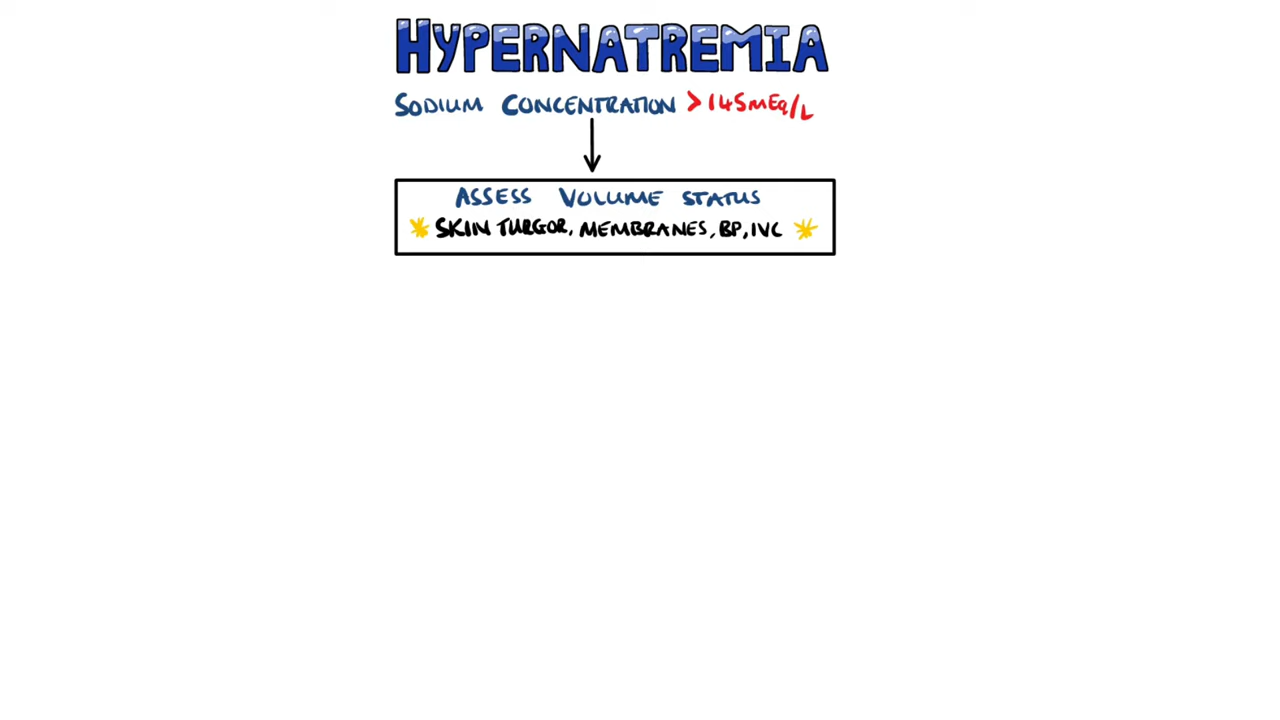 HYPERNATREMIA
SODIUM CONCENTRATION >145mEq/L
ASSESS VOLUME STATUS
SKIN TURGOR, MEMBRANES, BP, IVC